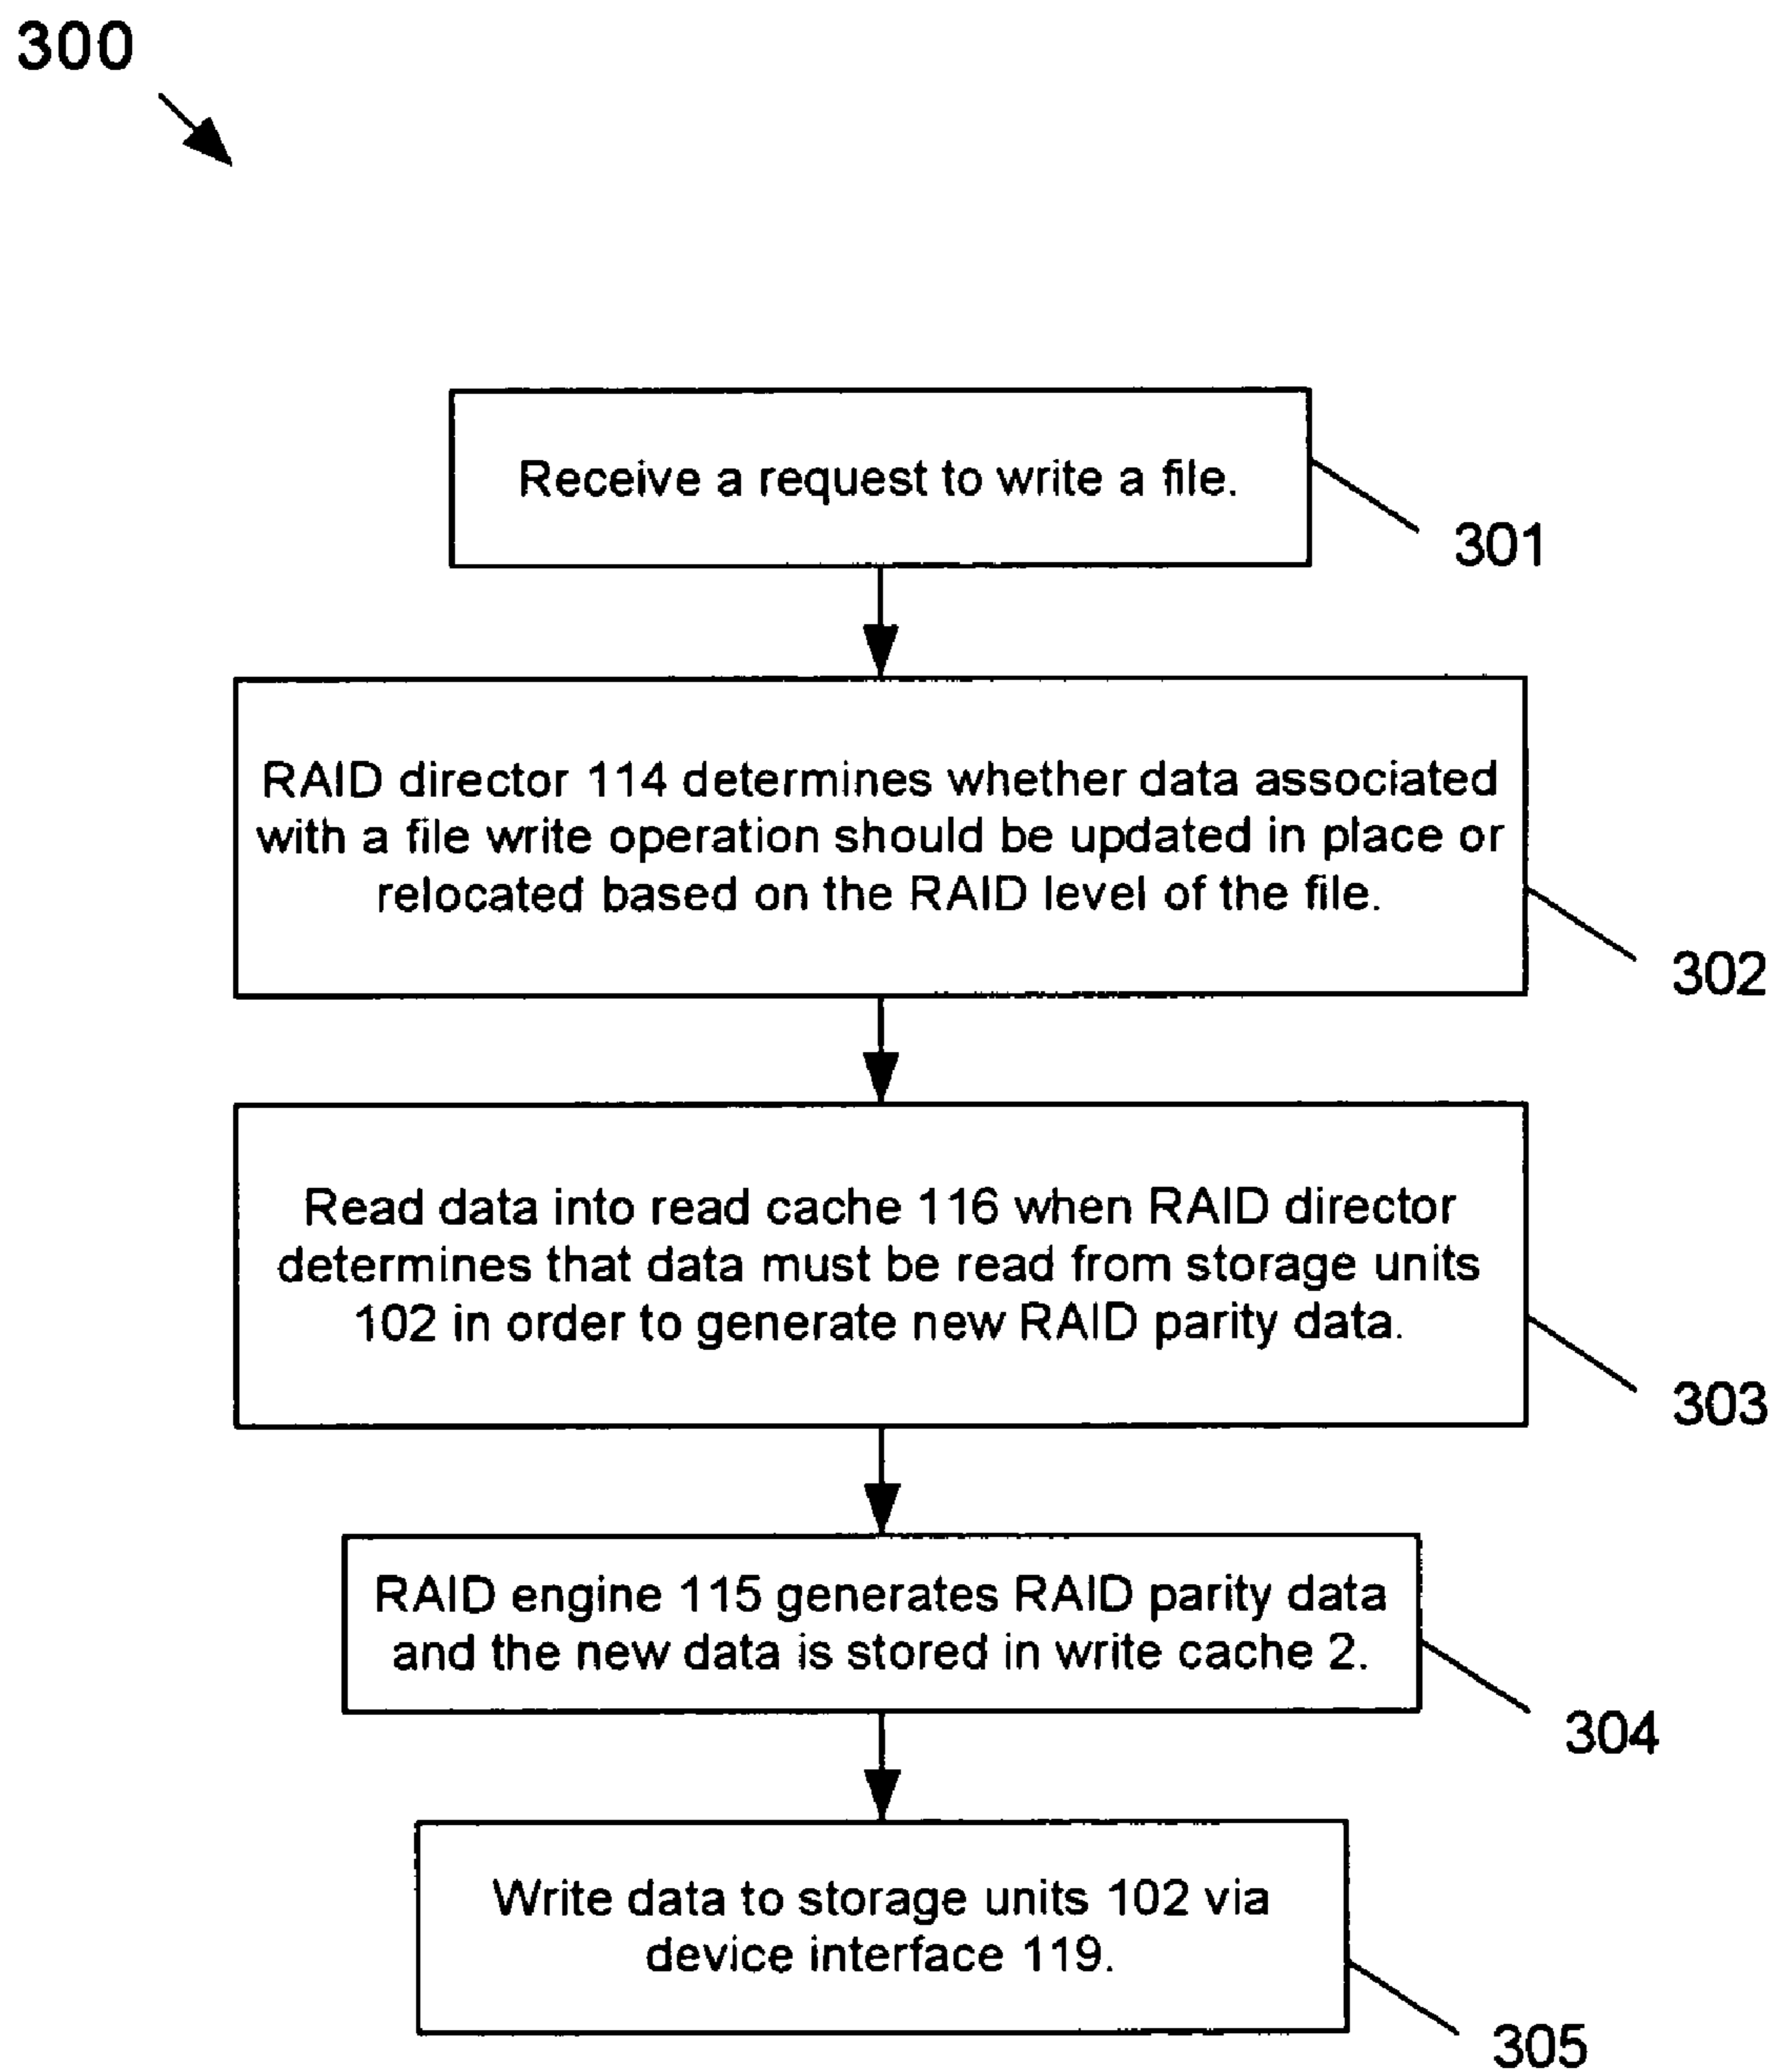 300
Receive a request to write a file.
301
RAID director 114 determines whether data associated
with a file write operation should be updated in place or
relocated based on the RAID level of the file.
302
Read data into read cache 116 when RAID director
determines that data must be read from storage units
102 in order to generate new RAID parity data.
303
RAID engine 115 generates RAID parity data
and the new data is stored in write cache 2.
304
Write data to storage units 102 via
device interface 119.
305